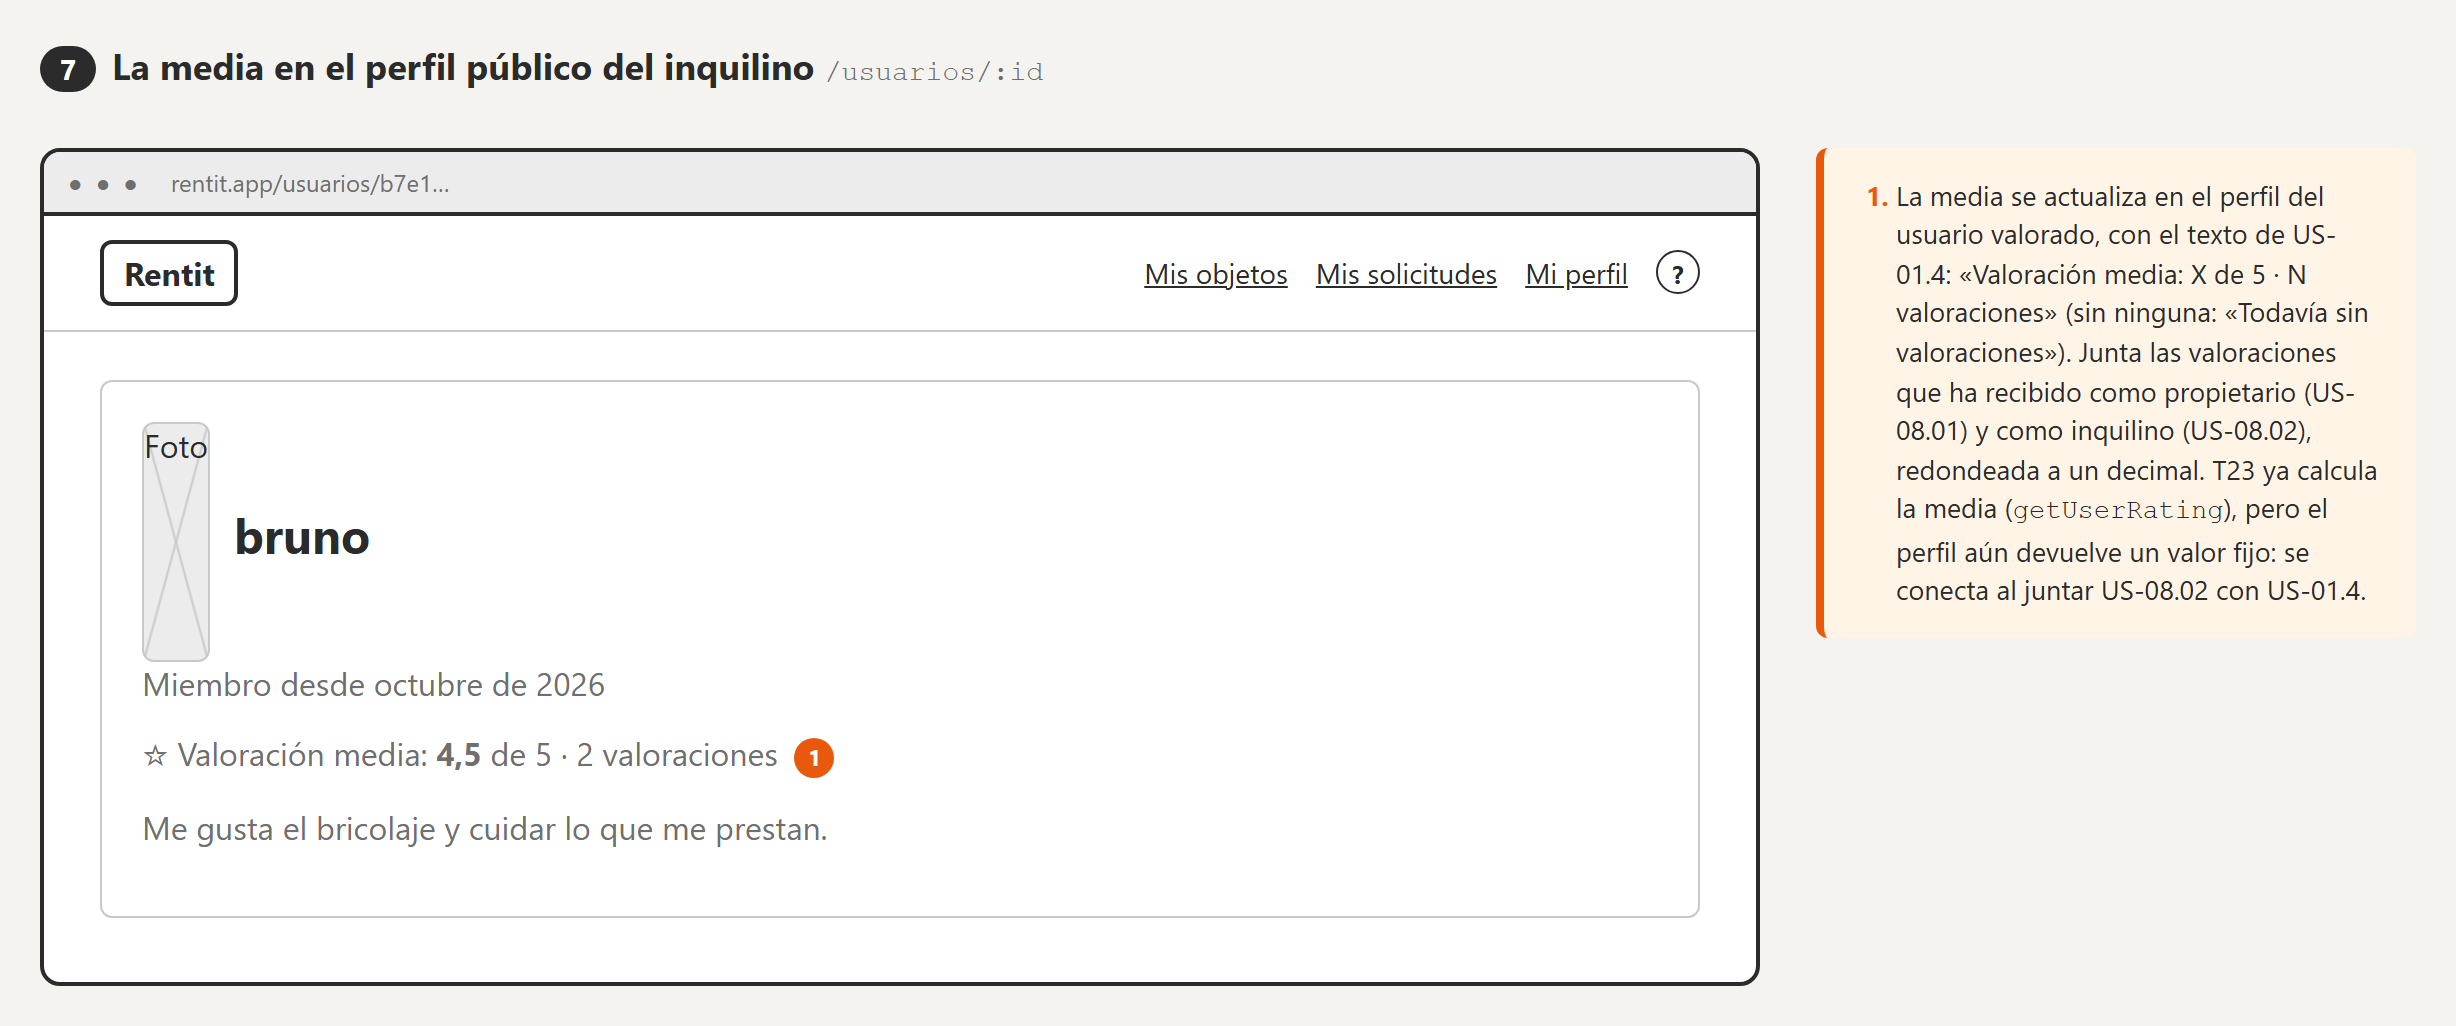 7 La media en el perfil público del inquilino /usuarios/:id
rentit.app/usuarios/b7e1...
Rentit
Mis objetos Mis solicitudes Mi perfil ?
Foto
bruno
Miembro desde octubre de 2026
☆ Valoración media: 4,5 de 5 · 2 valoraciones 1
Me gusta el bricolaje y cuidar lo que me prestan.
1. La media se actualiza en el perfil del
usuario valorado, con el texto de US-
01.4: «Valoración media: X de 5 · N
valoraciones» (sin ninguna: «Todavía sin
valoraciones»). Junta las valoraciones
que ha recibido como propietario (US-
08.01) y como inquilino (US-08.02),
redondeada a un decimal. T23 ya calcula
la media (getUserRating), pero el
perfil aún devuelve un valor fijo: se
conecta al juntar US-08.02 con US-01.4.